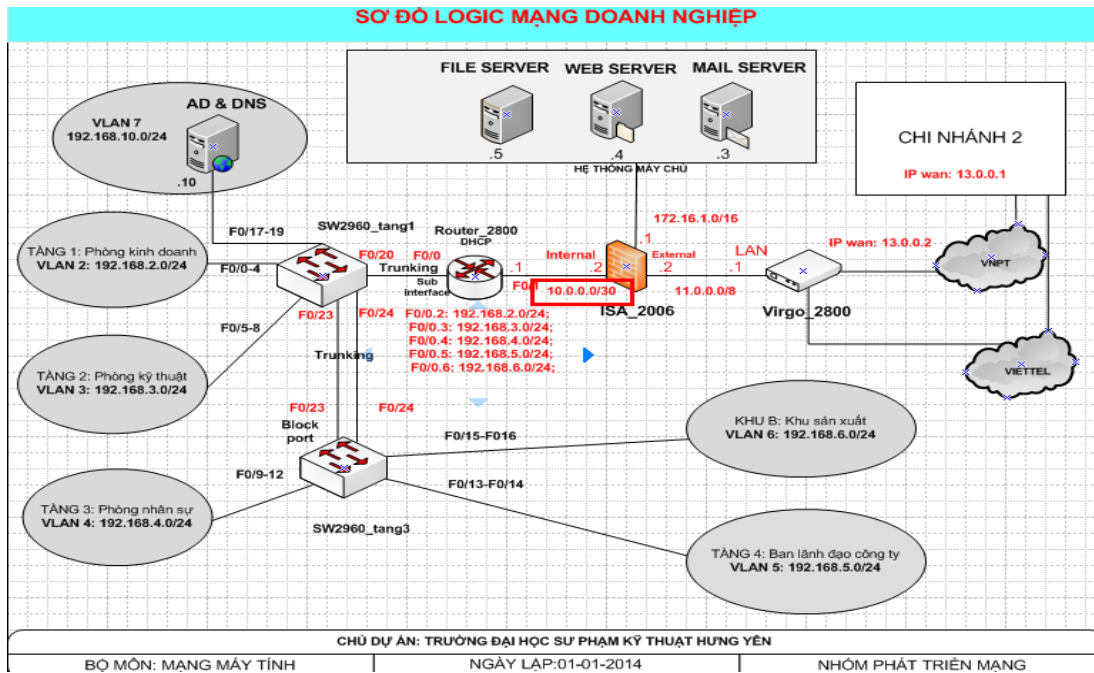 SƠ ĐỒ LOGIC MẠNG DOANH NGHIỆP
FILE SERVER
WEB SERVER
MAIL SERVER
.5
.4
.3
HỆ THỐNG MÁY CHỦ
AD & DNS
VLAN 7
192.168.10.0/24
.10
CHI NHÁNH 2
IP wan: 13.0.0.1
F0/17-19
SW2960_tang1
Router_2800
DHCP
172.16.1.0/16
.1
TẦNG 1: Phòng kinh doanh
VLAN 2: 192.168.2.0/24
F0/0-4
F0/20
F0/0
Trunking
Sub
interface
.1
F0/1
Internal
.2
10.0.0.0/30
External
.2
ISA_2006
LAN
.1
11.0.0.0/8
IP wan: 13.0.0.2
Virgo_2800
VNPT
VIETTEL
F0/5-8
F0/23
F0/24
F0/0.2: 192.168.2.0/24;
F0/0.3: 192.168.3.0/24;
F0/0.4: 192.168.4.0/24;
F0/0.5: 192.168.5.0/24;
F0/0.6: 192.168.6.0/24;
Trunking
TẦNG 2: Phòng kỹ thuật
VLAN 3: 192.168.3.0/24
F0/23
F0/24
Block
port
F0/15-F016
KHU B: Khu sản xuất
VLAN 6: 192.168.6.0/24
F0/9-12
F0/13-F0/14
TẦNG 3: Phòng nhân sự
VLAN 4: 192.168.4.0/24
SW2960_tang3
TẦNG 4: Ban lãnh đạo công ty
VLAN 5: 192.168.5.0/24
CHỦ DỰ ÁN: TRƯỜNG ĐẠI HỌC SƯ PHẠM KỸ THUẬT HƯNG YÊN
BỘ MÔN: MẠNG MÁY TÍNH
NGÀY LẬP:01-01-2014
NHÓM PHÁT TRIỂN MẠNG